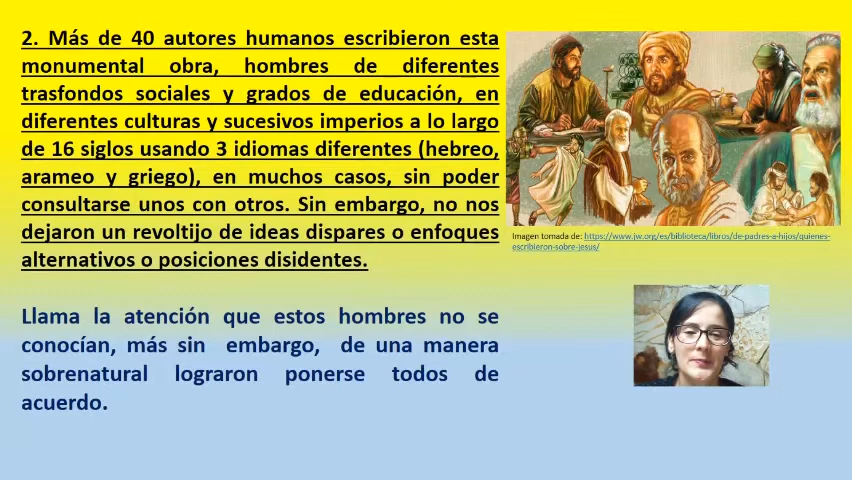 2. Más de 40 autores humanos escribieron esta
monumental obra, hombres de diferentes
trasfondos sociales y grados de educación, en
diferentes culturas y sucesivos imperios a lo largo
de 16 siglos usando 3 idiomas diferentes (hebreo,
arameo y griego), en muchos casos, sin poder
consultarse unos con otros. Sin embargo, no nos
dejaron un revoltijo de ideas dispares o enfoques
alternativos o posiciones disidentes.
Llama la atención que estos hombres no se
conocían, más sin embargo, de una manera
sobrenatural lograron ponerse todos de
acuerdo.
Imagen tomada de: https://www.jw.org/es/biblioteca/libros/de-padres-a-hijos/quienes-
escribieron-sobre-jesus/